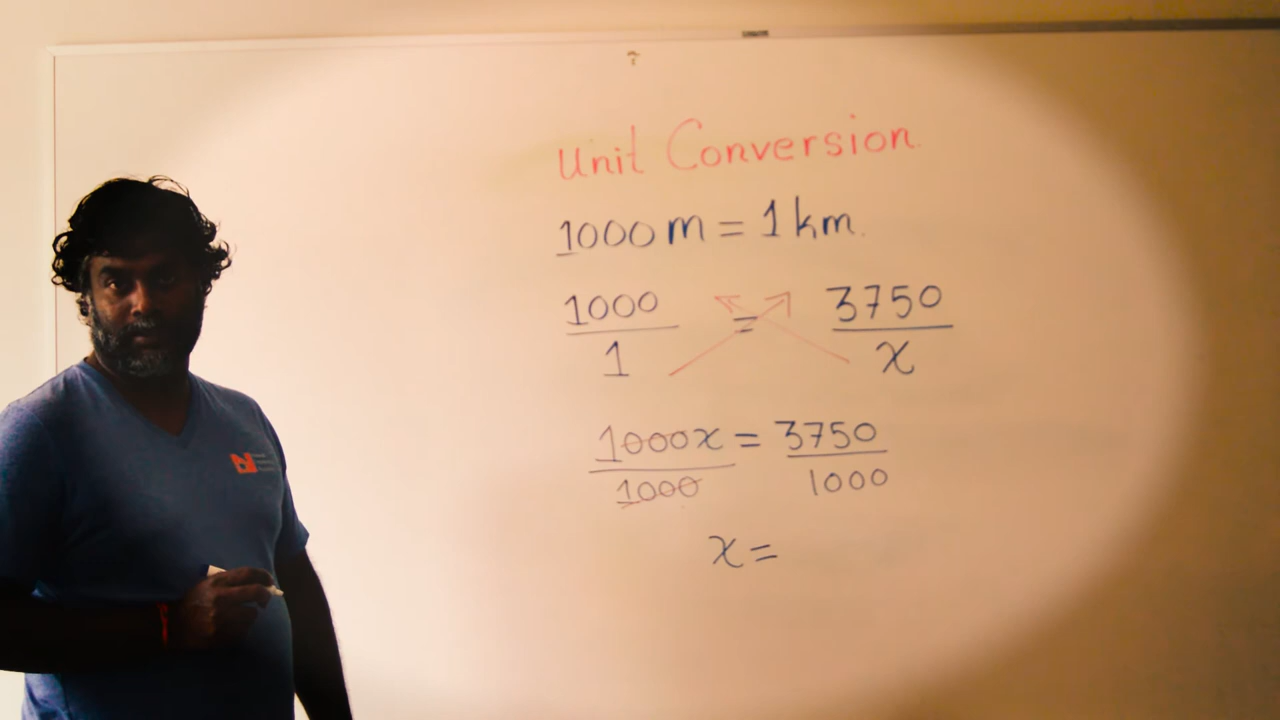 Unit Conversion.
1000 m = 1 km.
1000 = 3750
1 x
1000x = 3750
1000 1000
x =